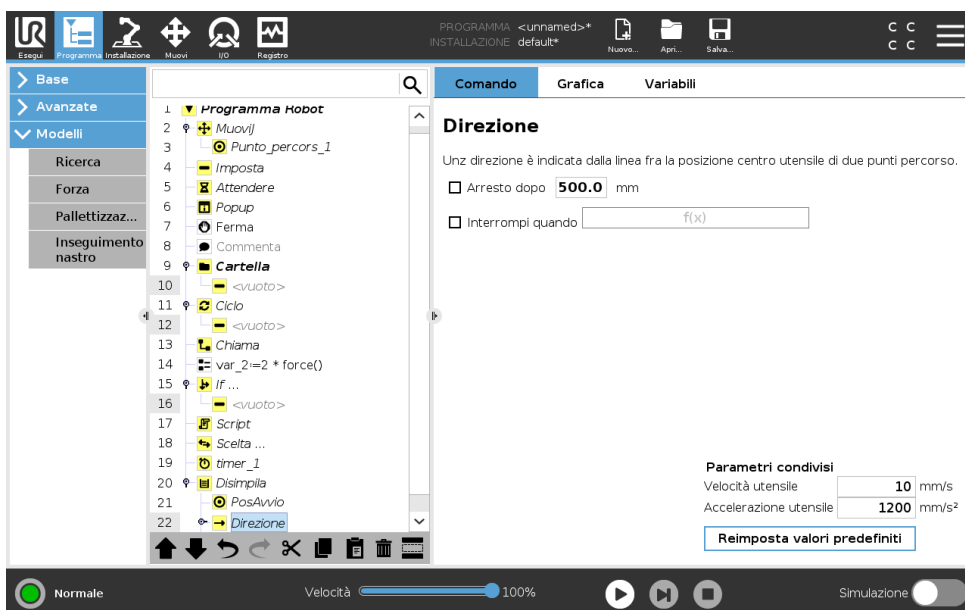 UR
Esegui
Programma
Installazione
Muovi
I/O
Registro
PROGRAMMA <unnamed>*
INSTALLAZIONE default*
Nuovo...
Apri...
Salva...
C C
C C
Base
Avanzate
Modelli
Ricerca
Forza
Pallettizzaz...
Inseguimento
nastro
1 Programma Robot
2 MuoviJ
3 Punto_percors_1
4 Imposta
5 Attendere
6 Popup
7 Ferma
8 Commenta
9 Cartella
10 <vuoto>
11 Ciclo
12 <vuoto>
13 Chiama
14 var_2:=2 * force()
15 If ...
16 <vuoto>
17 Script
18 Scelta ...
19 timer_1
20 Disimpila
21 PosAvvio
22 Direzione
Comando Grafica Variabili
Direzione
Unz direzione è indicata dalla linea fra la posizione centro utensile di due punti percorso.
Arresto dopo 500.0 mm
Interrompi quando f(x)
Parametri condivisi
Velocità utensile 10 mm/s
Accelerazione utensile 1200 mm/s²
Reimposta valori predefiniti
Normale
Velocità 100%
Simulazione